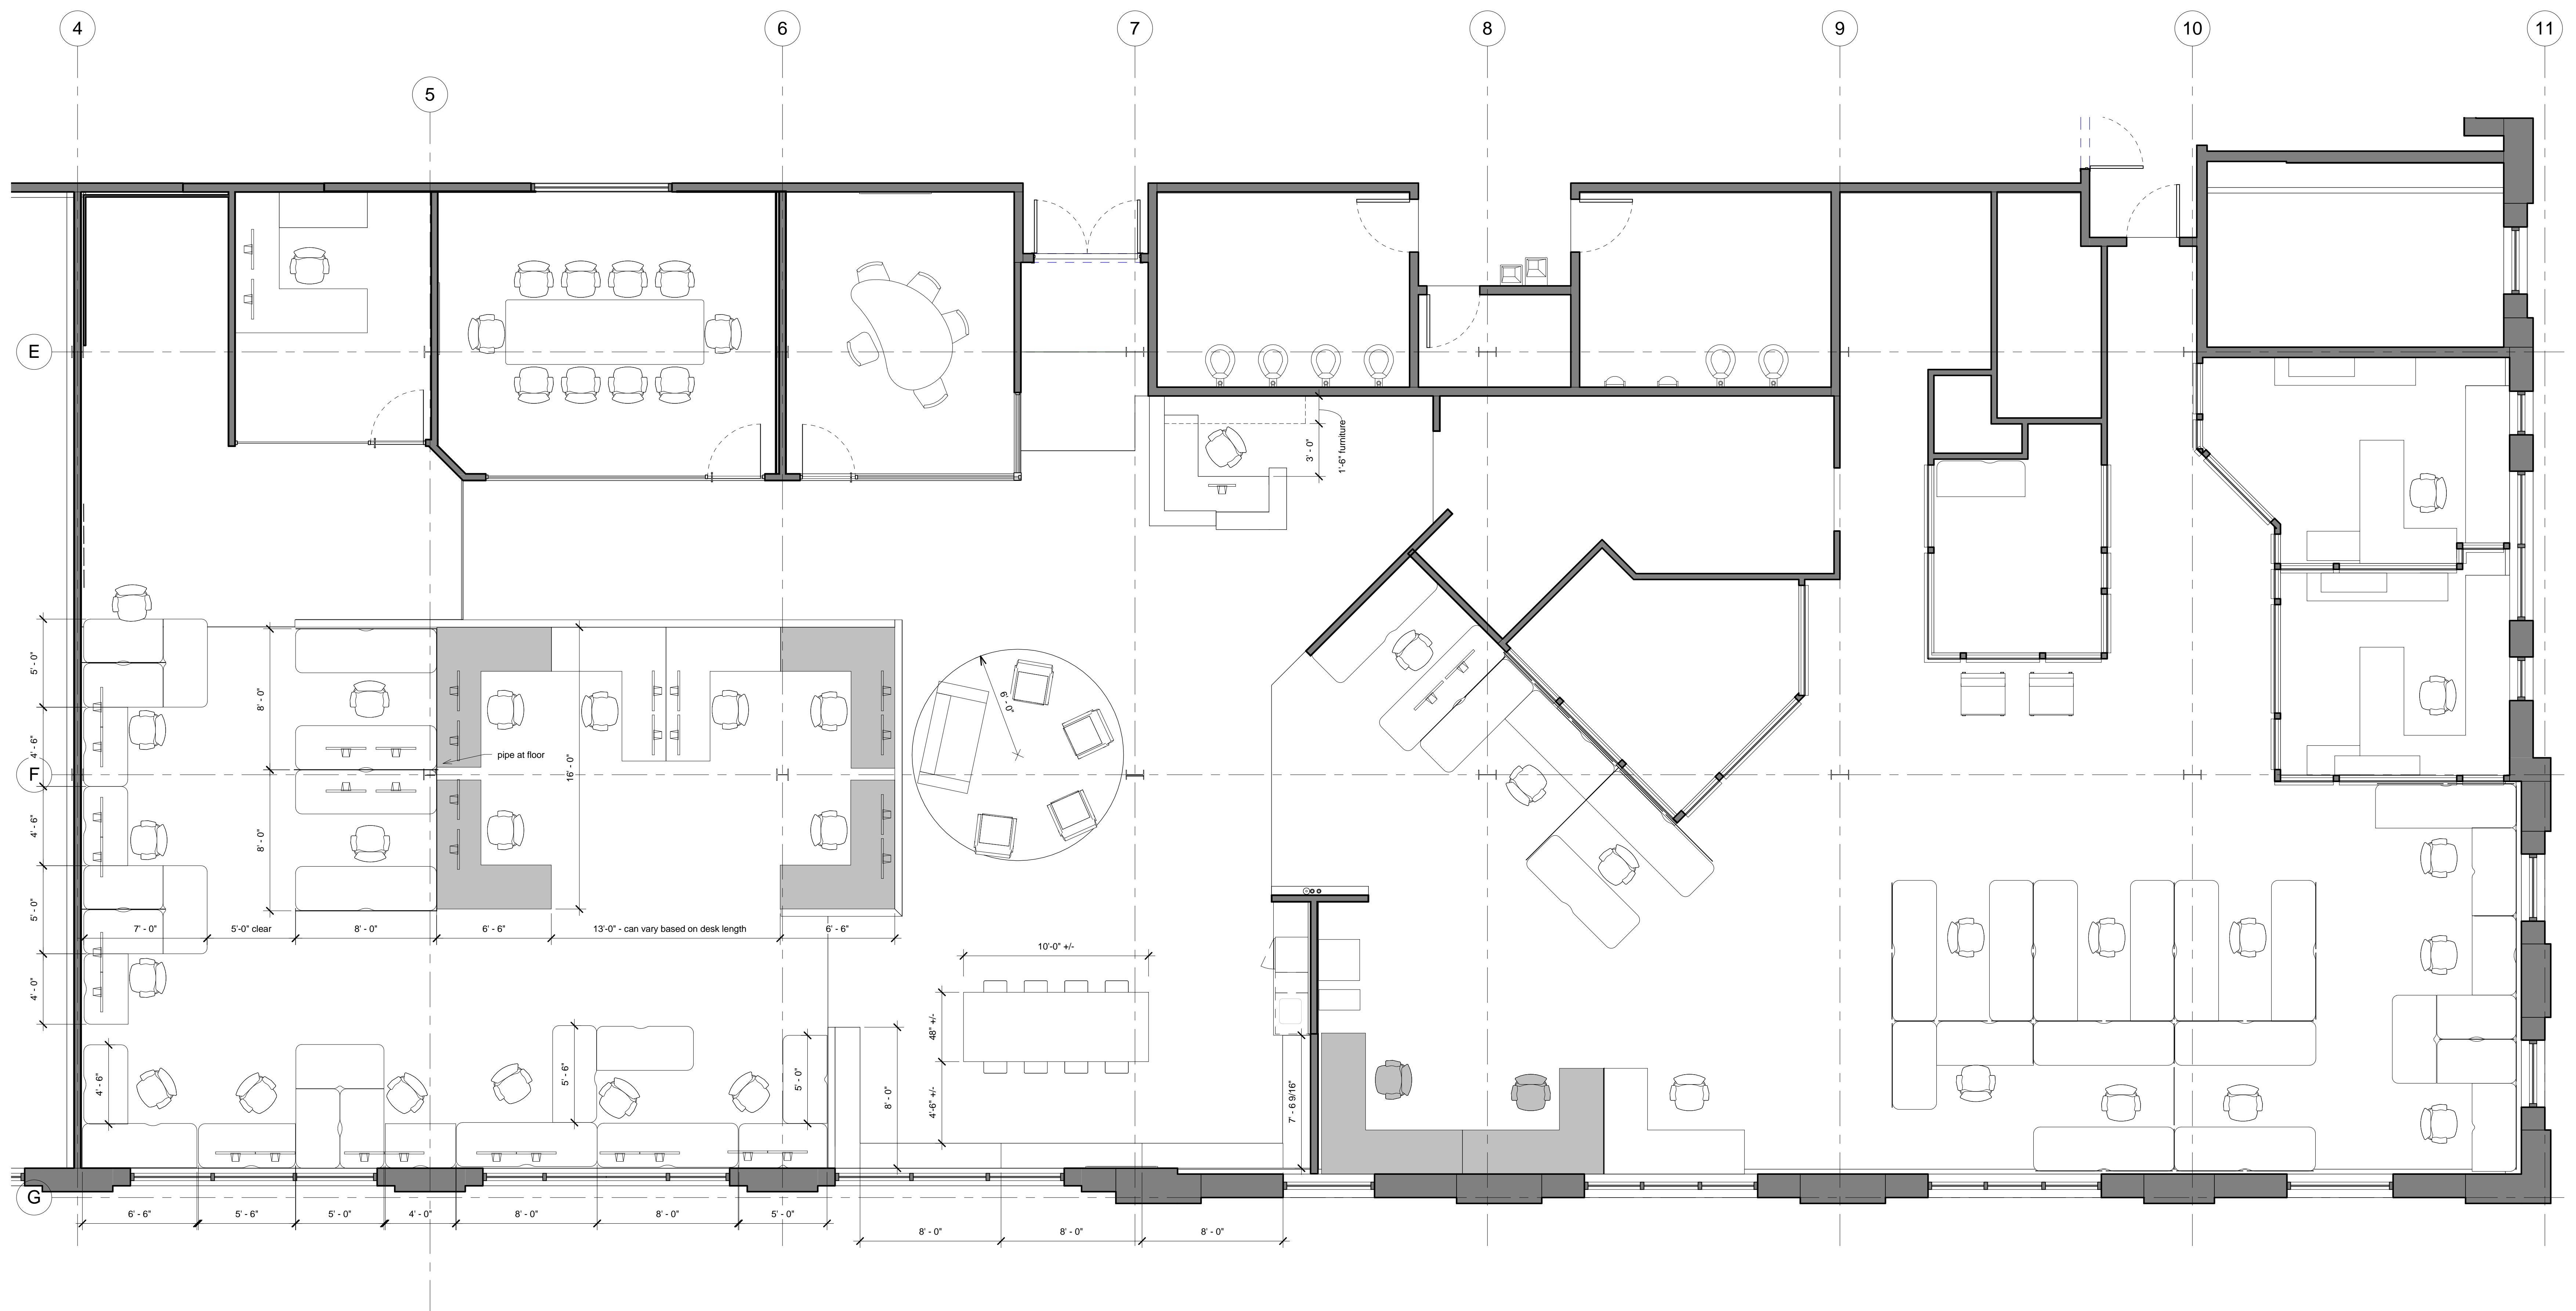 4
6
7
8
9
10
11
5
E
3' - 0"
1'-6" furniture
5' - 0"
8' - 0"
6' - 0"
4' - 6"
pipe at floor
16' - 0"
F
4' - 6"
8' - 0"
5' - 0"
7' - 0"
5'-0" clear
8' - 0"
6' - 6"
13'-0" - can vary based on desk length
6' - 6"
10'-0" +/-
4' - 0"
48" +/-
4' - 6"
5' - 6"
5' - 0"
8' - 0"
4'-6" +/-
7' - 6 9/16"
G
6' - 6"
5' - 6"
5' - 0"
4' - 0"
8' - 0"
8' - 0"
5' - 0"
8' - 0"
8' - 0"
8' - 0"